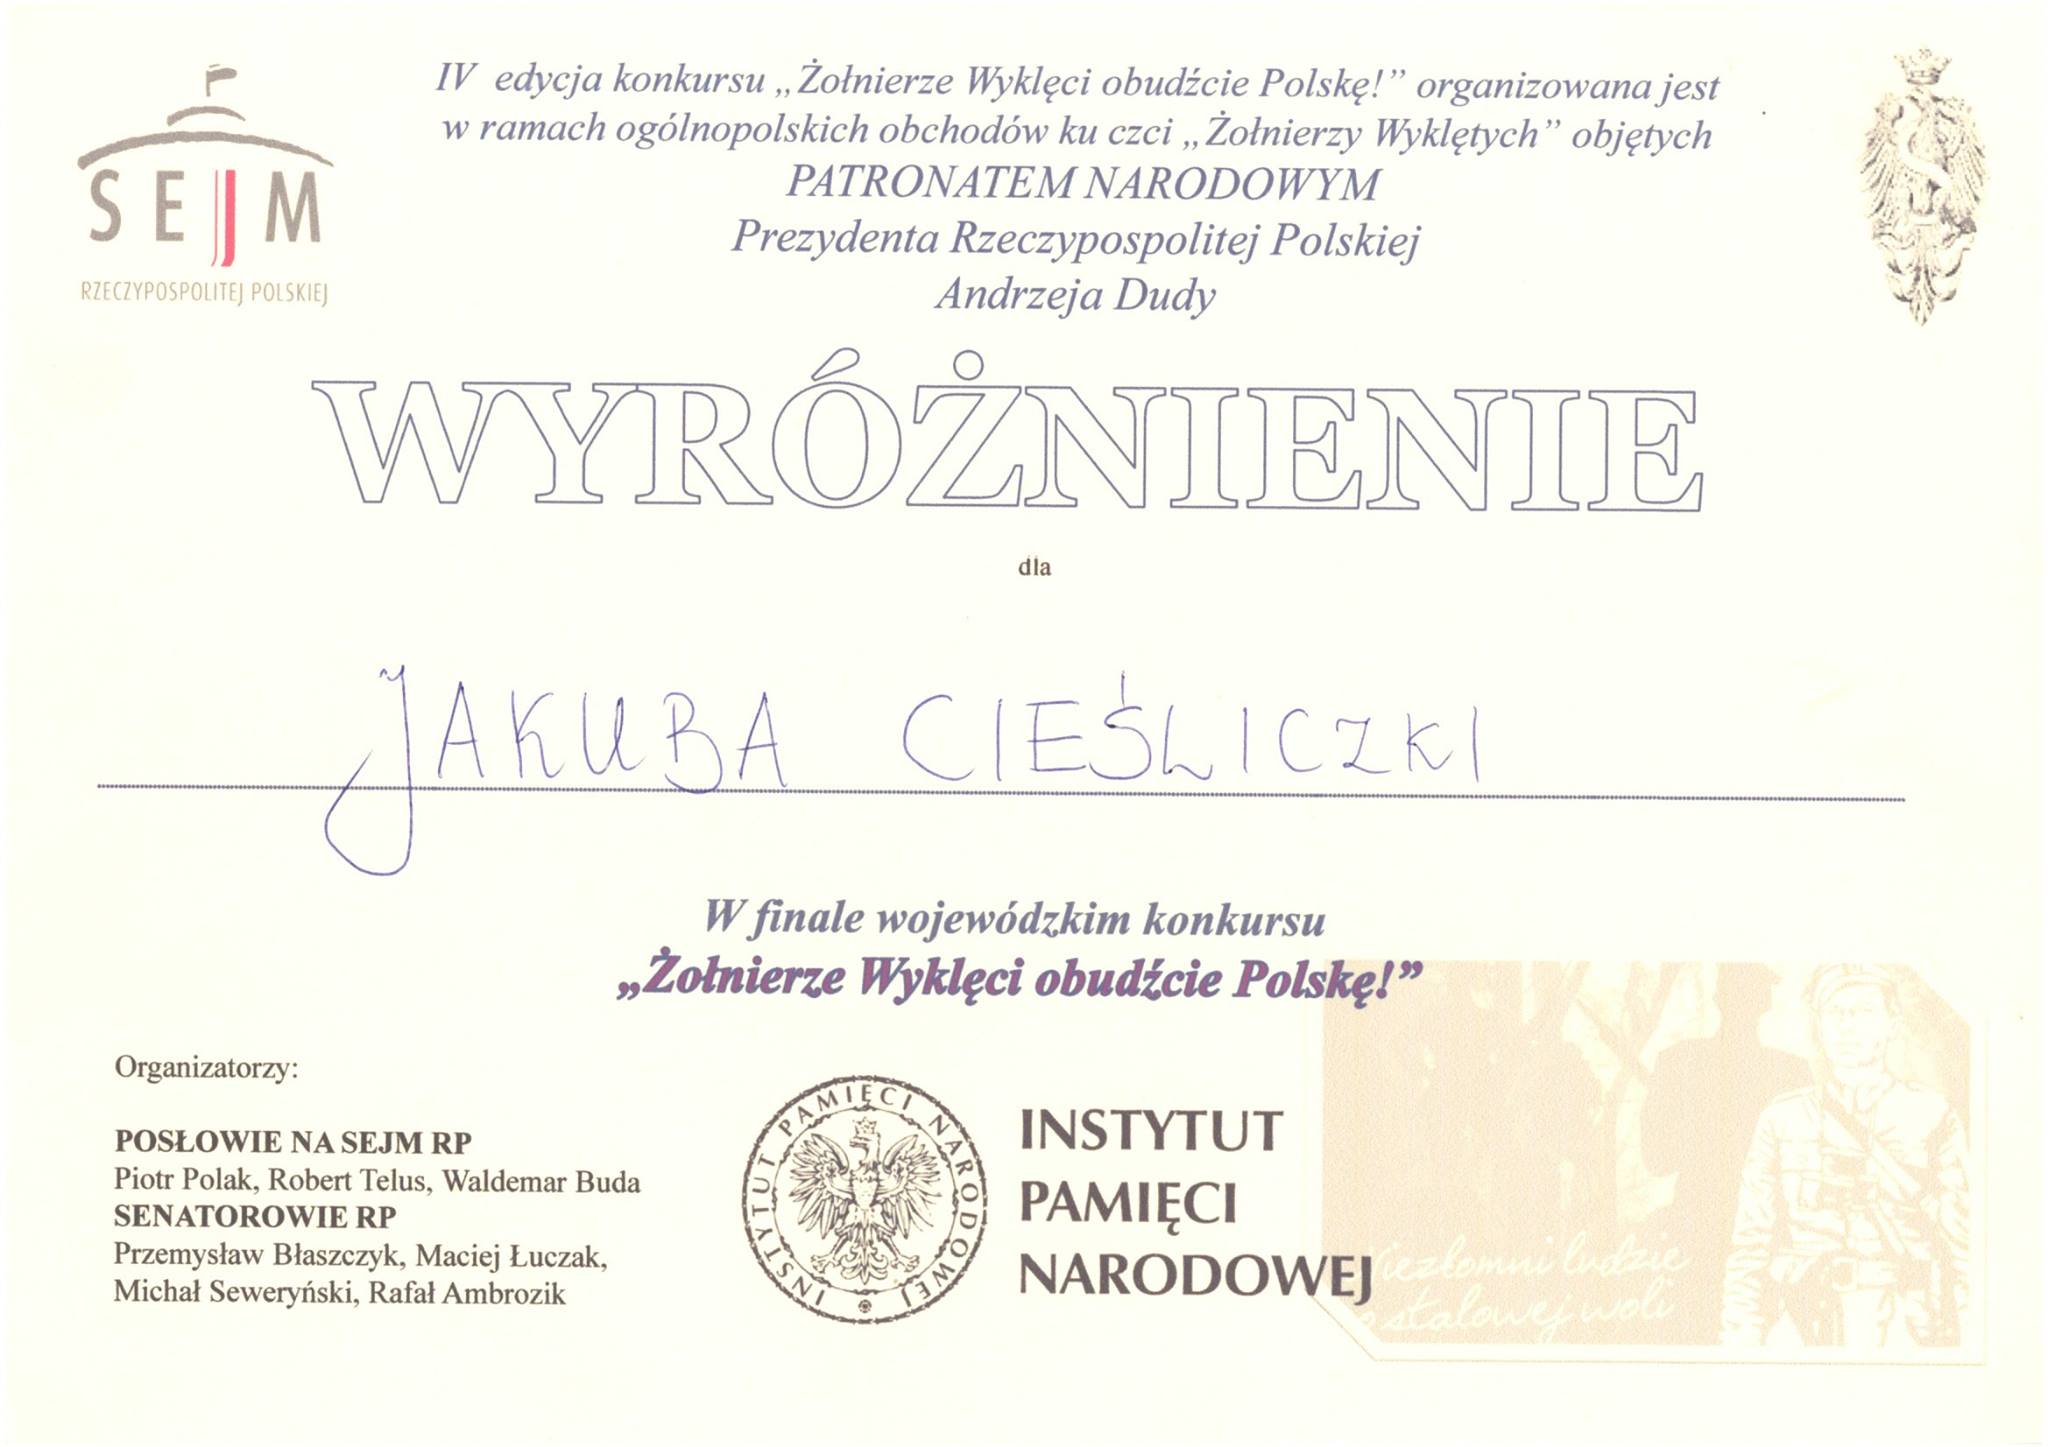 IV edycja konkursu „Żołnierze Wyklęci obudźcie Polskę!” organizowana jest
w ramach ogólnopolskich obchodów ku czci „Żołnierzy Wyklętych” objętych
PATRONATEM NARODOWYM
Prezydenta Rzeczypospolitej Polskiej
Andrzeja Dudy
SEJM
RZECZYPOSPOLITEJ POLSKIEJ
WYRÓŻNIENIE
dla
JAKUBA CIEŚLICZKI
W finale wojewódzkim konkursu
„Żołnierze Wyklęci obudźcie Polskę!”
Organizatorzy:
POSŁOWIE NA SEJM RP
Piotr Polak, Robert Telus, Waldemar Buda
SENATOROWIE RP
Przemysław Błaszczyk, Maciej Łuczak,
Michał Seweryński, Rafał Ambrozik
INSTYTUT PAMIĘCI NARODOWEJ
INSTYTUT
PAMIĘCI
NARODOWEJ
iezłomni ludzie
o stalowej woli